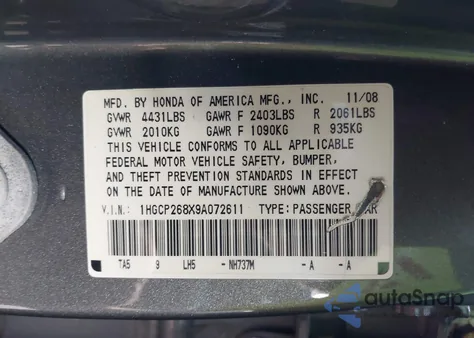 MFD. BY HONDA OF AMERICA MFG., INC. 11/08
GVWR 4431LBS GAWR F 2403LBS R 2061LBS
GVWR 2010KG GAWR F 1090KG R 935KG
THIS VEHICLE CONFORMS TO ALL APPLICABLE
FEDERAL MOTOR VEHICLE SAFETY, BUMPER,
AND THEFT PREVENTION STANDARDS IN EFFECT
ON THE DATE OF MANUFACTURE SHOWN ABOVE.
V.I.N.: 1HGCP268X9A072611 TYPE:PASSENGER CAR
TA5 9 LH5 -NH737M -A -A
autoSnap